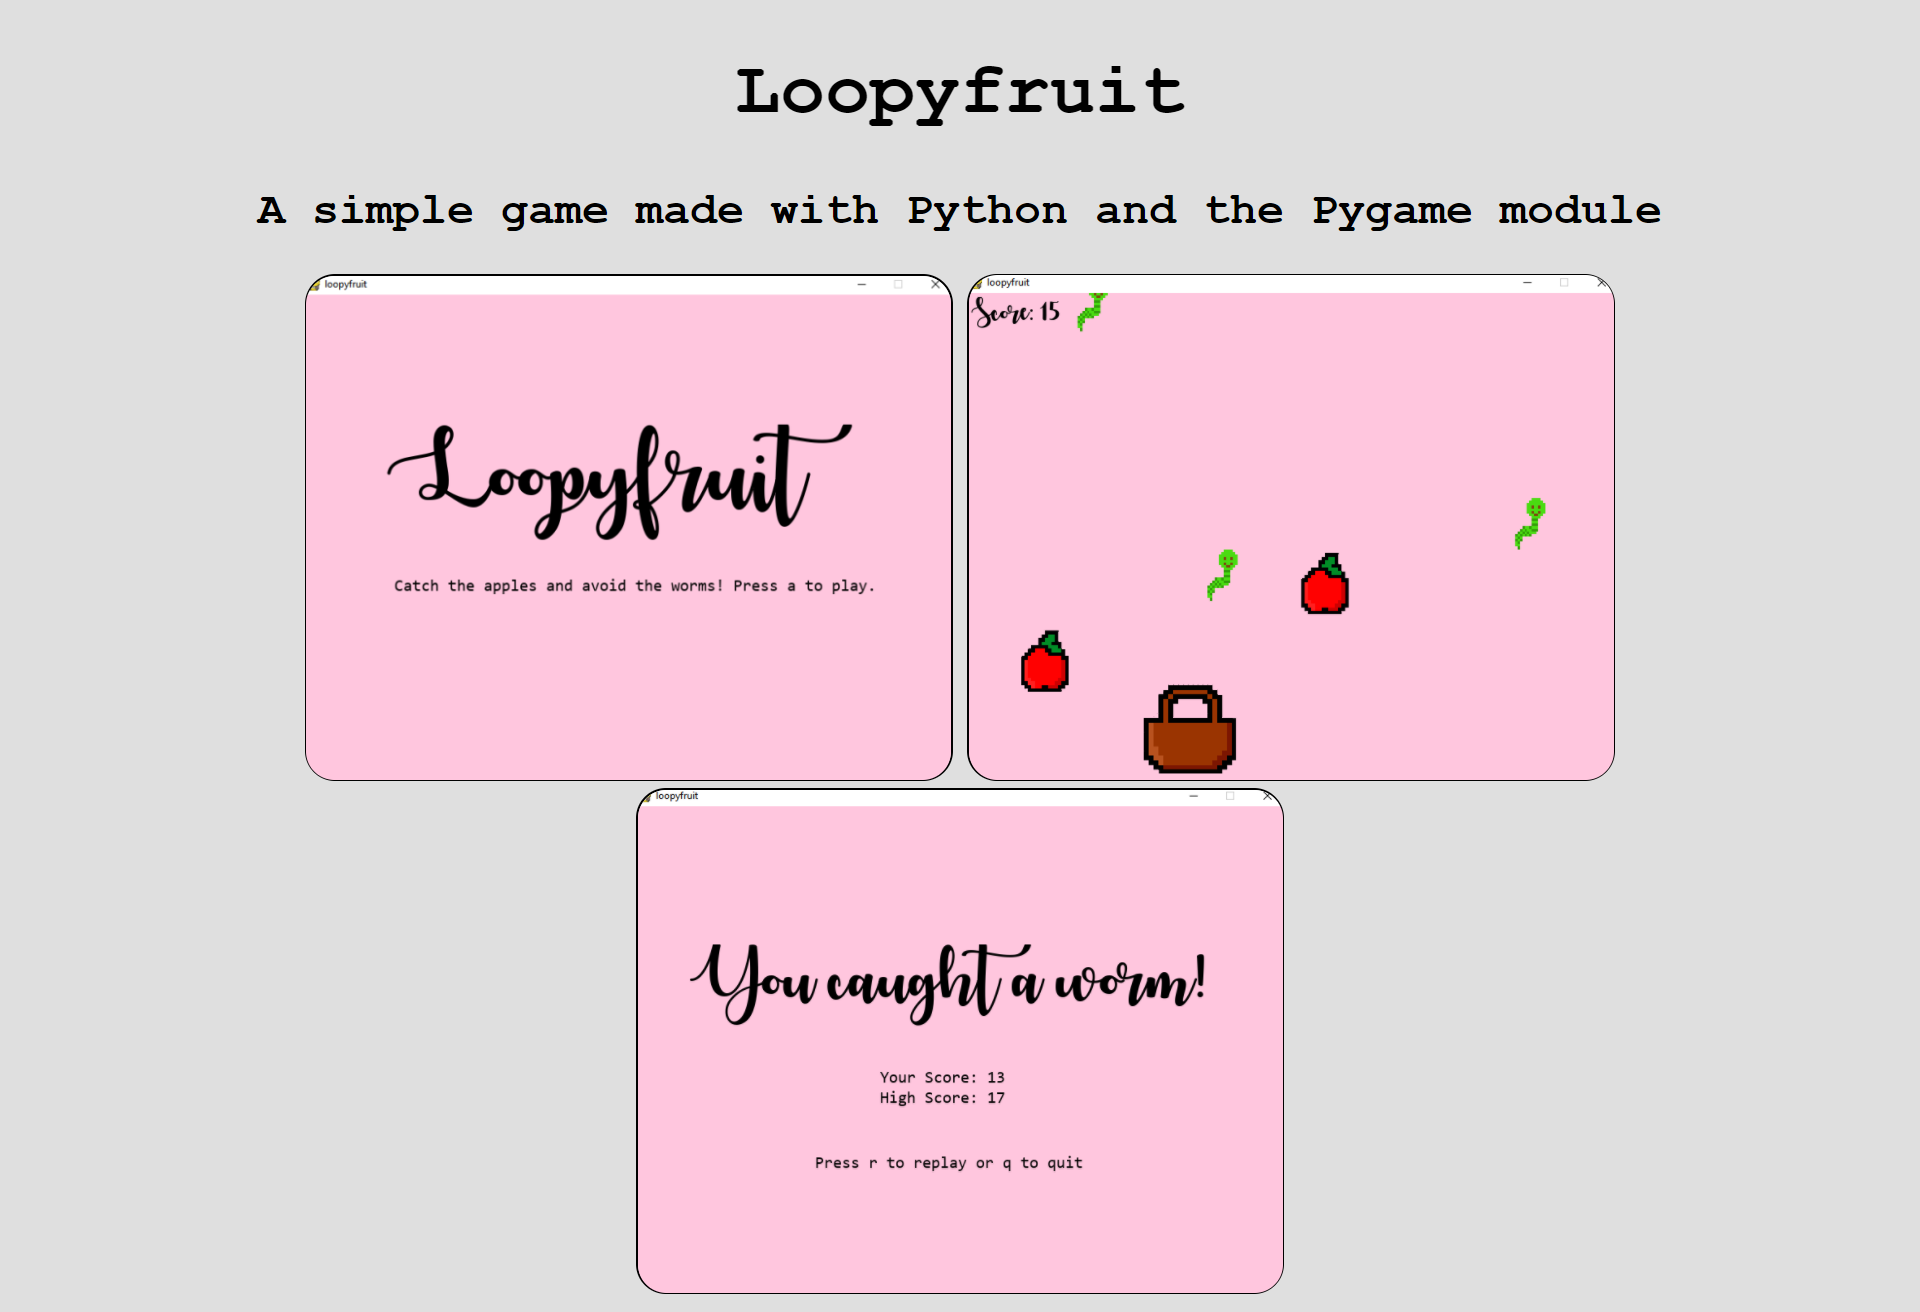 Loopyfruit
A simple game made with Python and the Pygame module
loopyfruit
Loopyfruit
Catch the apples and avoid the worms! Press a to play.
loopyfruit
Score: 15
loopyfruit
You caught a worm!
Your Score: 13
High Score: 17
Press r to replay or q to quit